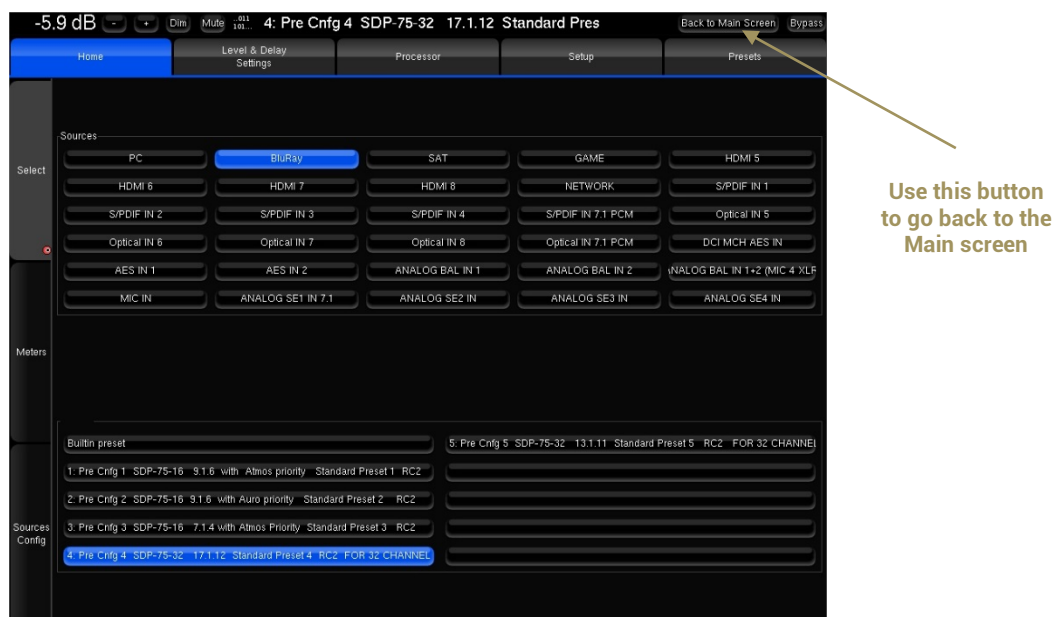 -5.9 dB - + Dim Mute ..011 101... 4: Pre Cnfg 4 SDP-75-32 17.1.12 Standard Pres Back to Main Screen Bypass
Home Level & Delay Settings Processor Setup Presets
Sources
PC BluRay SAT GAME HDMI 5
Select
HDMI 6 HDMI 7 HDMI 8 NETWORK S/PDIF IN 1
S/PDIF IN 2 S/PDIF IN 3 S/PDIF IN 4 S/PDIF IN 7.1 PCM Optical IN 5
Optical IN 6 Optical IN 7 Optical IN 8 Optical IN 7.1 PCM DCI MCH AES IN
AES IN 1 AES IN 2 ANALOG BAL IN 1 ANALOG BAL IN 2 NALOG BAL IN 1+2 (MIC 4 XLR
MIC IN ANALOG SE1 IN 7.1 ANALOG SE2 IN ANALOG SE3 IN ANALOG SE4 IN
Use this button
to go back to the
Main screen
Meters
Builtin preset 5: Pre Cnfg 5 SDP-75-32 13.1.11 Standard Preset 5 RC2 FOR 32 CHANNEL
1: Pre Cnfg 1 SDP-75-16 9.1.6 with Atmos priority Standard Preset 1 RC2
2: Pre Cnfg 2 SDP-75-16 9.1.6 with Auro priority Standard Preset 2 RC2
Sources
Config
3: Pre Cnfg 3 SDP-75-16 7.1.4 with Atmos Priority Standard Preset 3 RC2
4: Pre Cnfg 4 SDP-75-32 17.1.12 Standard Preset 4 RC2 FOR 32 CHANNEL